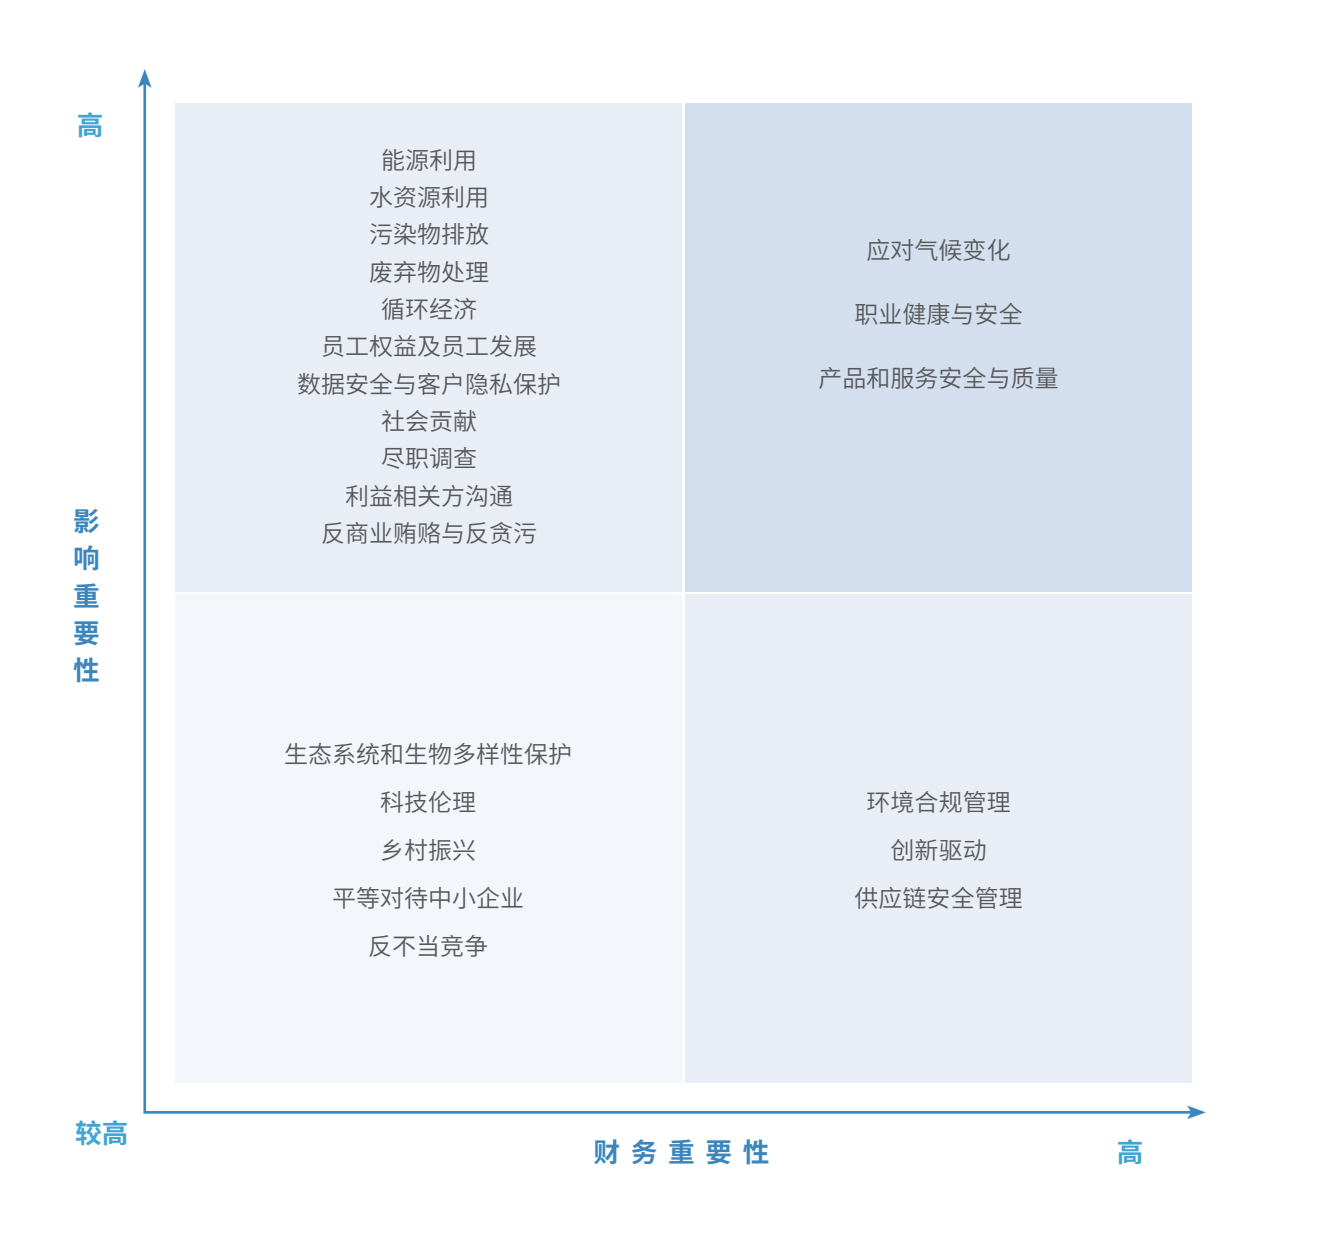 高
能源利用
水资源利用
污染物排放
废弃物处理
循环经济
员工权益及员工发展
数据安全与客户隐私保护
社会贡献
尽职调查
利益相关方沟通
反商业贿赂与反贪污
应对气候变化
职业健康与安全
产品和服务安全与质量
影响重要性
生态系统和生物多样性保护
科技伦理
乡村振兴
平等对待中小企业
反不当竞争
环境合规管理
创新驱动
供应链安全管理
较高
财务重要性
高